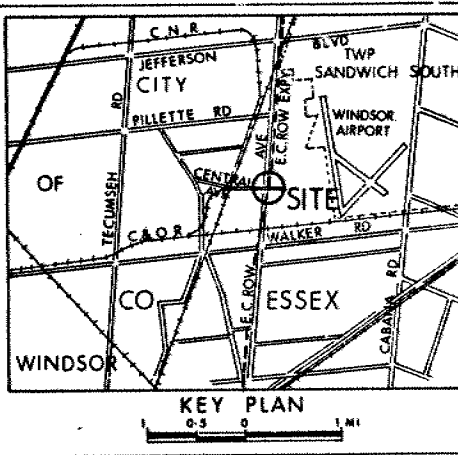 C N R
BLVD
JEFFERSON
TWP
CITY
SANDWICH SOUTH
RD
PILLETTE RD
AVE
E.C.ROW EXPY
WINDSOR
AIRPORT
OF
CENTRAL
AVE
SITE
TECUMSEH
C & O R
WALKER RD
CO
ESSEX
E.C.ROW
CABANA RD
WINDSOR
KEY PLAN
1 0·5 0 1 MI